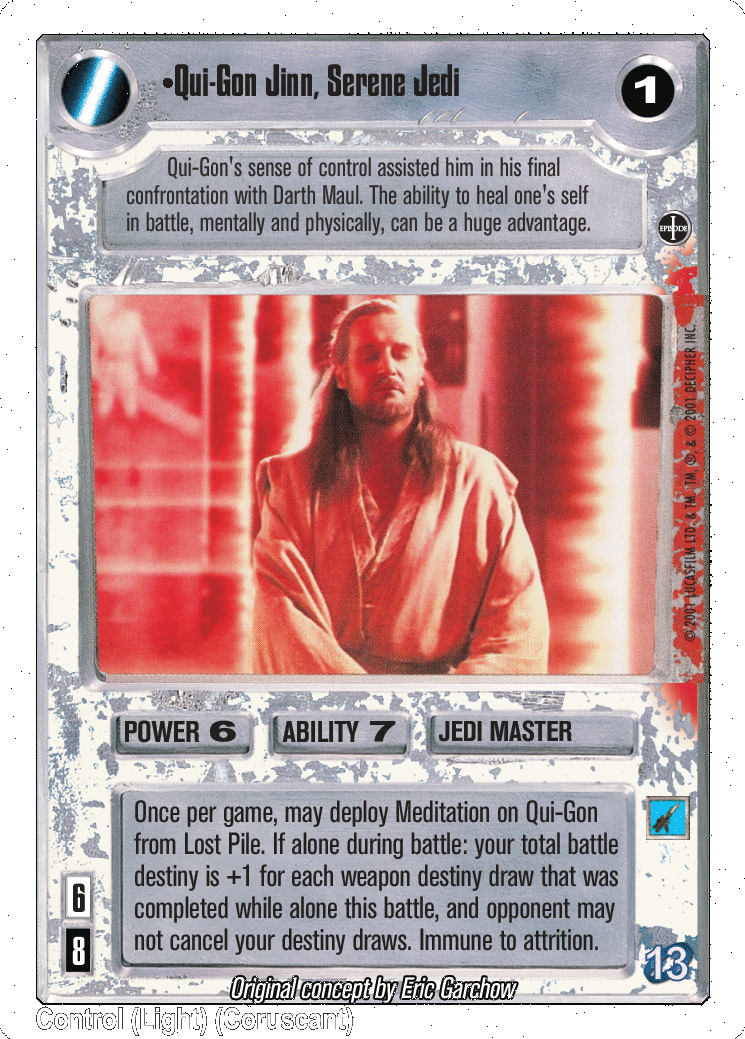 •Qui-Gon Jinn, Serene Jedi
1
Qui-Gon's sense of control assisted him in his final
confrontation with Darth Maul. The ability to heal one's self
in battle, mentally and physically, can be a huge advantage.
EPISODE I
© 2001 LUCASFILM LTD. & TM, TM, ®, & © 2001 DECIPHER INC.
POWER 6
ABILITY 7
JEDI MASTER
Once per game, may deploy Meditation on Qui-Gon
from Lost Pile. If alone during battle: your total battle
destiny is +1 for each weapon destiny draw that was
completed while alone this battle, and opponent may
not cancel your destiny draws. Immune to attrition.
6
8
13
Original concept by Eric Garchow
Control (Light) (Coruscant)